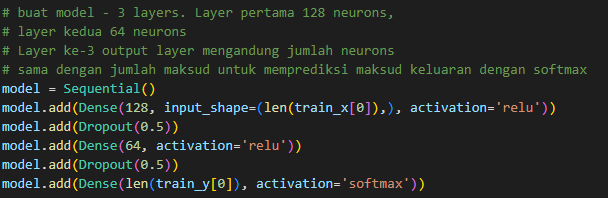 # buat model - 3 layers. Layer pertama 128 neurons,
# layer kedua 64 neurons
# Layer ke-3 output layer mengandung jumlah neurons
# sama dengan jumlah maksud untuk memprediksi maksud keluaran dengan softmax
model = Sequential()
model.add(Dense(128, input_shape=(len(train_x[0]),), activation='relu'))
model.add(Dropout(0.5))
model.add(Dense(64, activation='relu'))
model.add(Dropout(0.5))
model.add(Dense(len(train_y[0]), activation='softmax'))